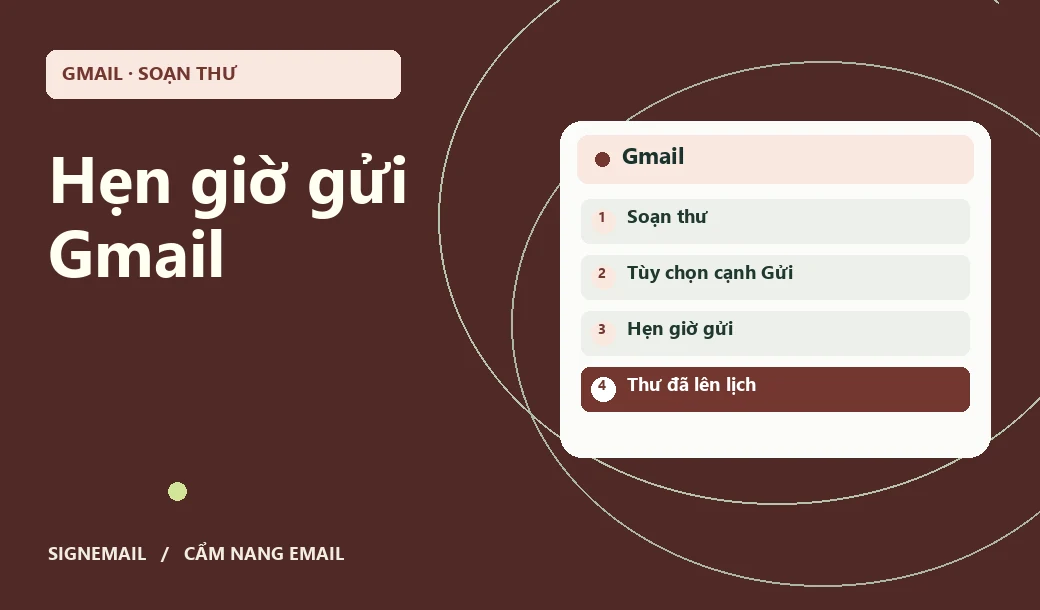 GMAIL · SOẠN THƯ
Hẹn giờ gửi
Gmail
Gmail
1 Soạn thư
2 Tùy chọn cạnh Gửi
3 Hẹn giờ gửi
4 Thư đã lên lịch
SIGNEMAIL / CẨM NANG EMAIL